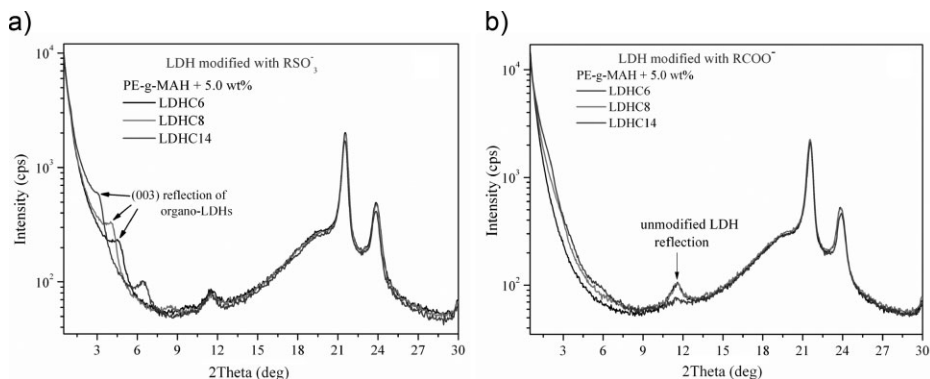 a)
LDH modified with RSO₃⁻
PE-g-MAH + 5.0 wt%
LDHC6
LDHC8
LDHC14
(003) reflection of
organo-LDHs
Intensity (cps)
10⁴
10³
10²
3 6 9 12 15 18 21 24 27 30
2Theta (deg)
b)
LDH modified with RCOO⁻
PE-g-MAH + 5.0 wt%
LDHC6
LDHC8
LDHC14
unmodified LDH
reflection
Intensity (cps)
10⁴
10³
10²
3 6 9 12 15 18 21 24 27 30
2Theta (deg)